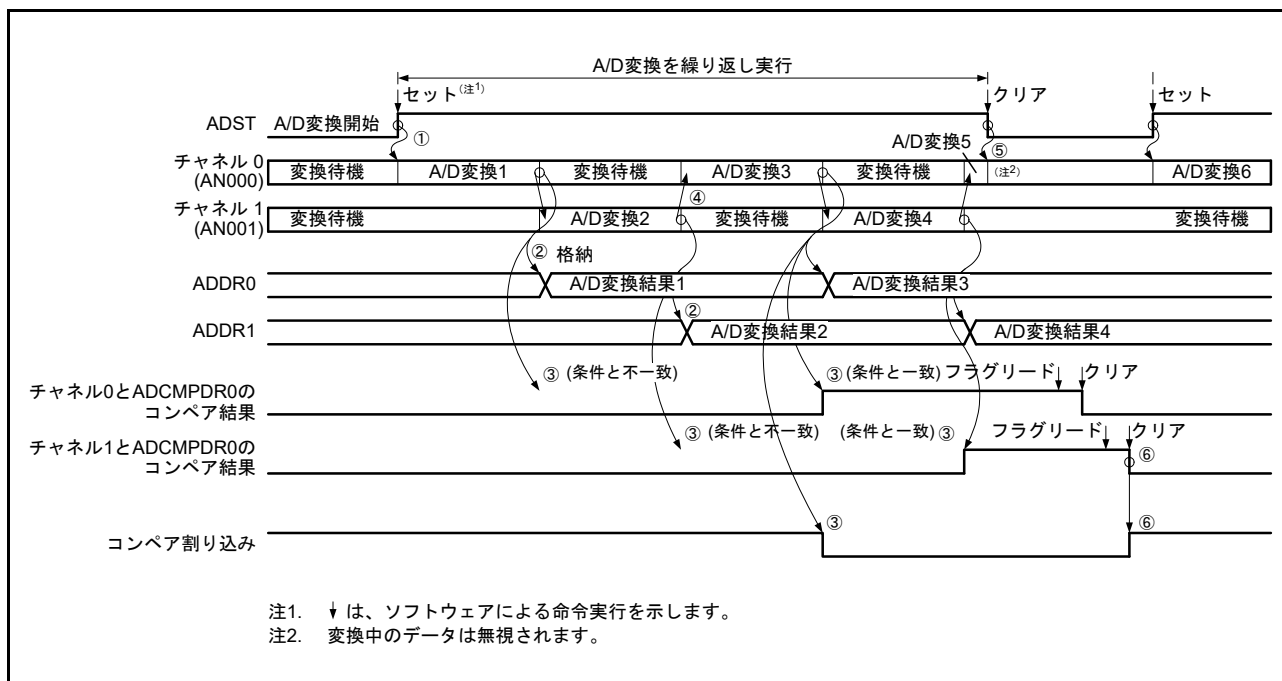 A/D変換を繰り返し実行
セット(注1) クリア セット
ADST A/D変換開始 ① A/D変換5 ⑤
チャネル 0
(AN000) 変換待機 A/D変換1 変換待機 A/D変換3 変換待機 (注2) A/D変換6
④
チャネル 1
(AN001) 変換待機 A/D変換2 変換待機 A/D変換4 変換待機
② 格納
ADDR0 A/D変換結果1 A/D変換結果3
②
ADDR1 A/D変換結果2 A/D変換結果4
③ (条件と不一致) ③ (条件と一致) フラグリード クリア
チャネル0とADCMPDR0の
コンペア結果
③ (条件と不一致) (条件と一致) ③ フラグリード クリア
チャネル1とADCMPDR0の
コンペア結果 ⑥
③ ⑥
コンペア割り込み
注1. ↓ は、ソフトウェアによる命令実行を示します。
注2. 変換中のデータは無視されます。